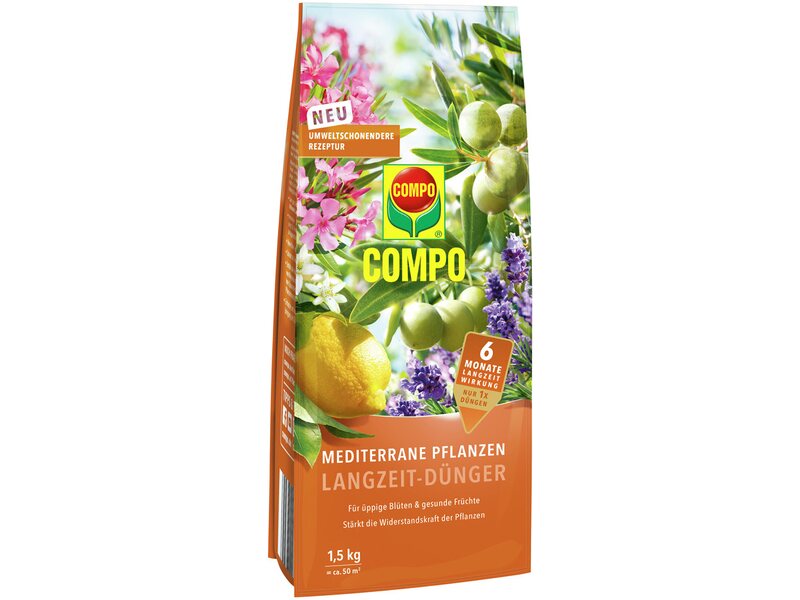 NEU
UMWELTSCHONENDERE
REZEPTUR
COMPO
®
COMPO
6
MONATE
LANGZEIT
WIRKUNG
NUR 1X
DÜNGEN
MEDITERRANE PFLANZEN
LANGZEIT-DÜNGER
Für üppige Blüten & gesunde Früchte
Stärkt die Widerstandskraft der Pflanzen
1,5 kg
= ca. 50 m²